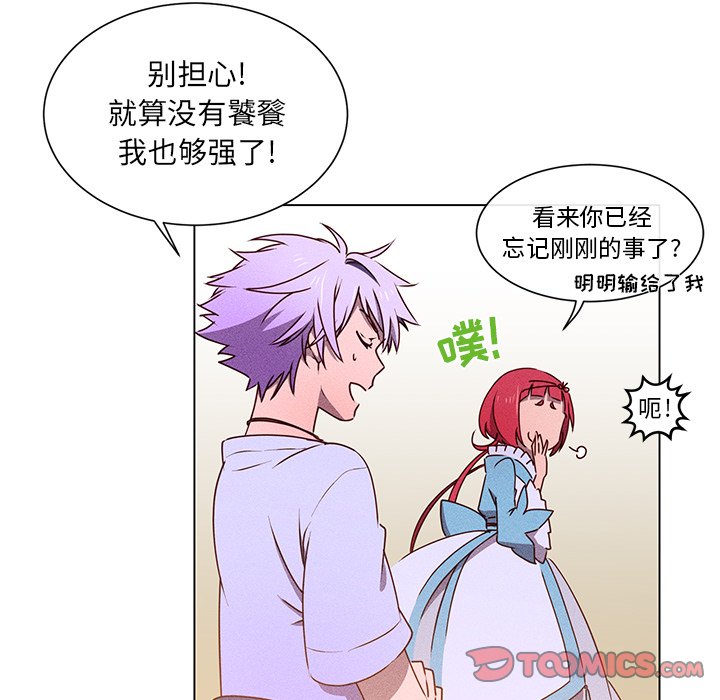 别担心!
就算没有饕餮
我也够强了!
看来你已经
忘记刚刚的事了?
明明输给了我
噗!
呃!
TOOMICS.COM